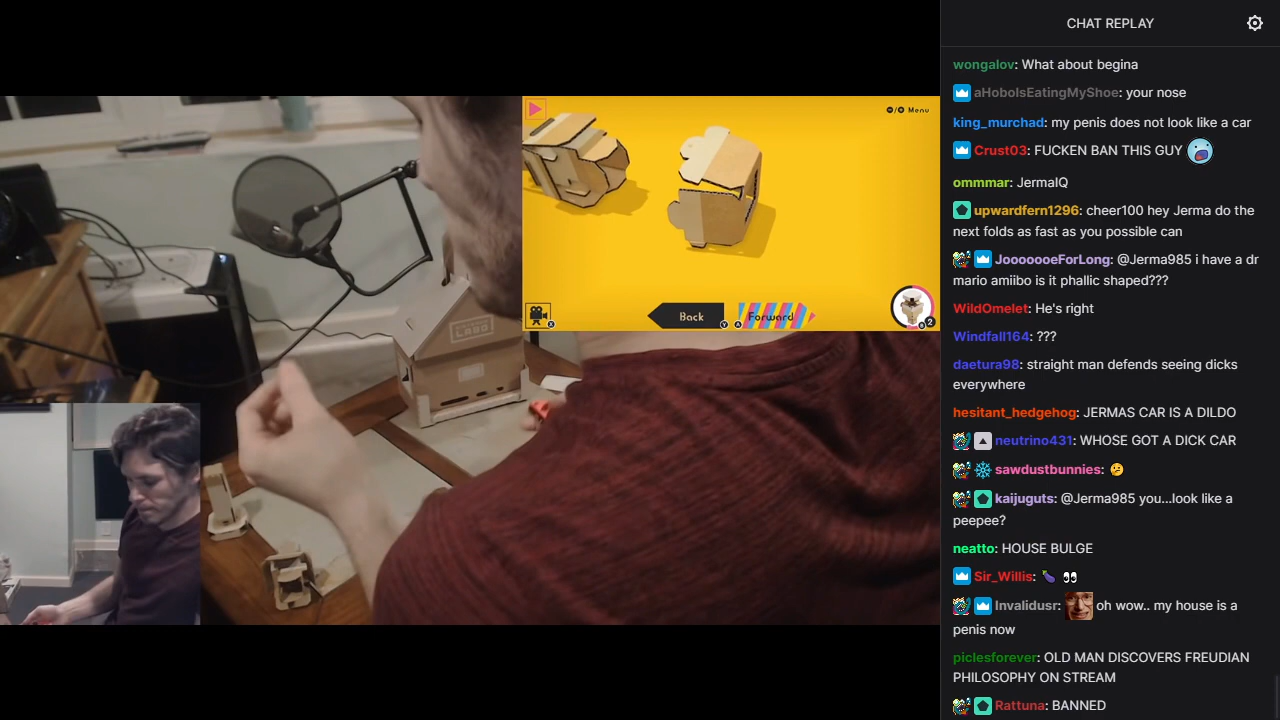 CHAT REPLAY
wongalov: What about begina
aHoboIsEatingMyShoe: your nose
king_murchad: my penis does not look like a car
Crust03: FUCKEN BAN THIS GUY
ommmar: JermaIQ
upwardfern1296: cheer100 hey Jerma do the
next folds as fast as you possible can
JooooooeForLong: @Jerma985 i have a dr
mario amiibo is it phallic shaped???
WildOmelet: He's right
Windfall164: ???
daetura98: straight man defends seeing dicks
everywhere
hesitant_hedgehog: JERMAS CAR IS A DILDO
neutrino431: WHOSE GOT A DICK CAR
sawdustbunnies:
kaijuguts: @Jerma985 you...look like a
peepee?
neatto: HOUSE BULGE
Sir_Willis:
Invalidusr: oh wow.. my house is a
penis now
piclesforever: OLD MAN DISCOVERS FREUDIAN
PHILOSOPHY ON STREAM
Rattuna: BANNED
Menu
Back
Forward
X
Y
A
2
LABO